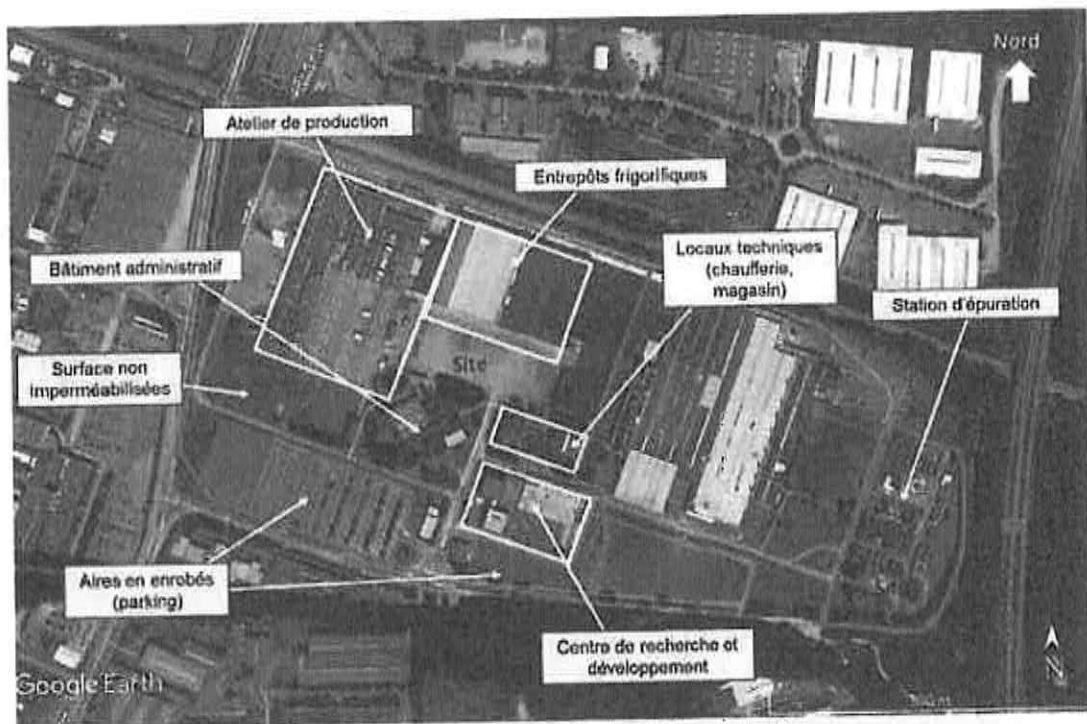 Nord
Atelier de production
Entrepôts frigorifiques
Locaux techniques
(chaufferie,
magasin)
Bâtiment administratif
Station d'épuration
Site
Surface non
imperméabilisées
Aires en enrobés
(parking)
Centre de recherche et
développement
Google Earth
N